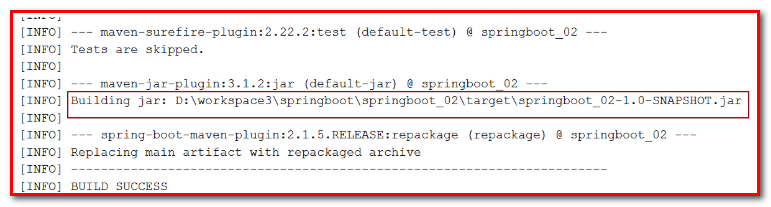 [INFO]
[INFO] --- maven-surefire-plugin:2.22.2:test (default-test) @ springboot_02 ---
[INFO] Tests are skipped.
[INFO]
[INFO] --- maven-jar-plugin:3.1.2:jar (default-jar) @ springboot_02 ---
[INFO] Building jar: D:\workspace3\springboot\springboot_02\target\springboot_02-1.0-SNAPSHOT.jar
[INFO]
[INFO] --- spring-boot-maven-plugin:2.1.5.RELEASE:repackage (repackage) @ springboot_02 ---
[INFO] Replacing main artifact with repackaged archive
[INFO] ------------------------------------------------------------------------
[INFO] BUILD SUCCESS